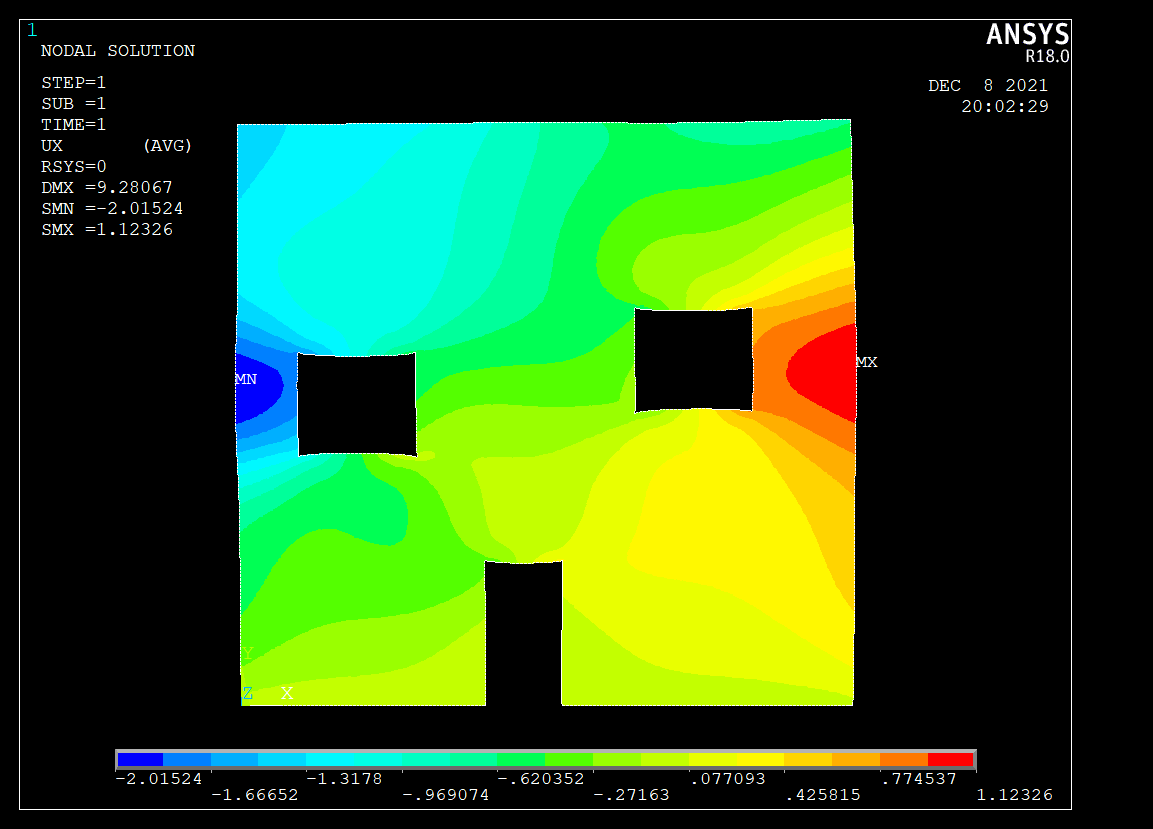 1
ANSYS
R18.0
NODAL SOLUTION
STEP=1
SUB =1
TIME=1
UX (AVG)
RSYS=0
DMX =9.28067
SMN =-2.01524
SMX =1.12326
DEC 8 2021
20:02:29
MX
MN
Y
Z X
-2.01524 -1.3178 -.620352 .077093 .774537
-1.66652 -.969074 -.27163 .425815 1.12326